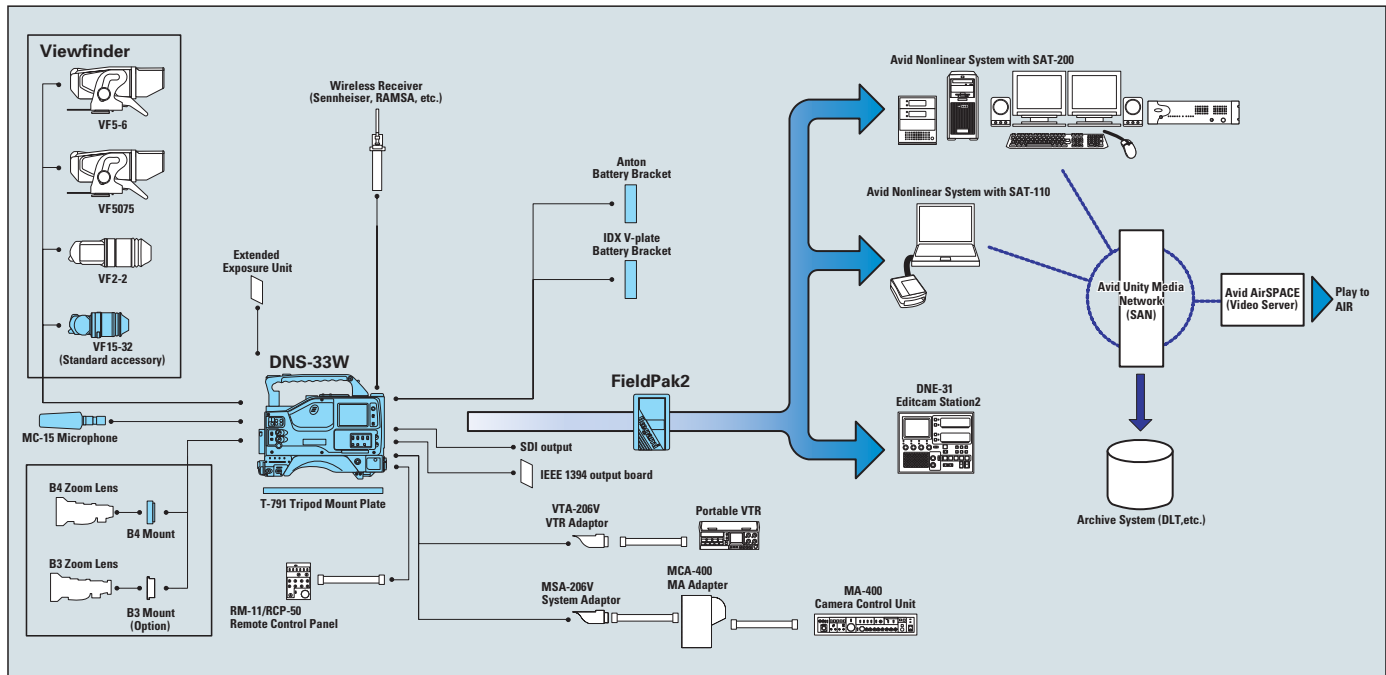 Viewfinder
VF5-6
VF5075
VF2-2
VF15-32
(Standard accessory)
MC-15 Microphone
B4 Zoom Lens
B4 Mount
B3 Zoom Lens
B3 Mount
(Option)
Extended
Exposure Unit
Wireless Receiver
(Sennheiser, RAMSA, etc.)
DNS-33W
T-791 Tripod Mount Plate
RM-11/RCP-50
Remote Control Panel
Anton
Battery Bracket
IDX V-plate
Battery Bracket
SDI output
IEEE 1394 output board
VTA-206V
VTR Adaptor
Portable VTR
MSA-206V
System Adaptor
MCA-400
MA Adapter
MA-400
Camera Control Unit
FieldPak2
Avid Nonlinear System with SAT-200
Avid Nonlinear System with SAT-110
DNE-31
Editcam Station2
Avid Unity Media
Network
(SAN)
Avid AirSPACE
(Video Server)
Play to
AIR
Archive System (DLT,etc.)